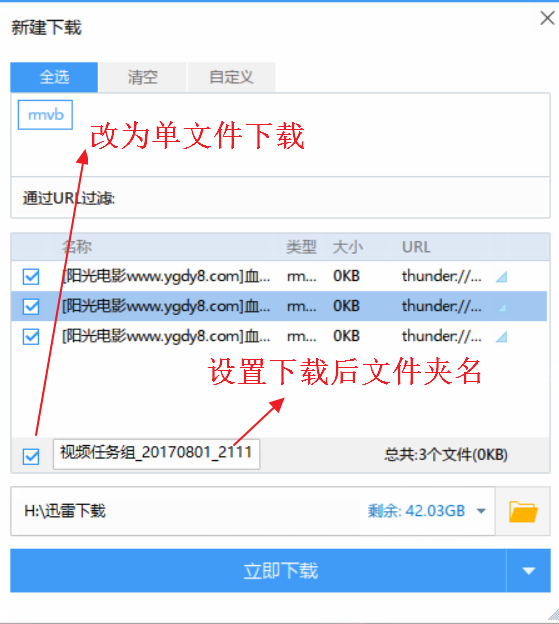 新建下载
全选 清空 自定义
rmvb
改为单文件下载
通过URL过滤:
名称 类型 大小 URL
[阳光电影www.ygdy8.com]血... rm... 0KB thunder://...
[阳光电影www.ygdy8.com]血... rm... 0KB thunder://...
[阳光电影www.ygdy8.com]血... rm... 0KB thunder://...
设置下载后文件夹名
视频任务组_20170801_2111 总共:3个文件(0KB)
H:\迅雷下载 剩余: 42.03GB
立即下载